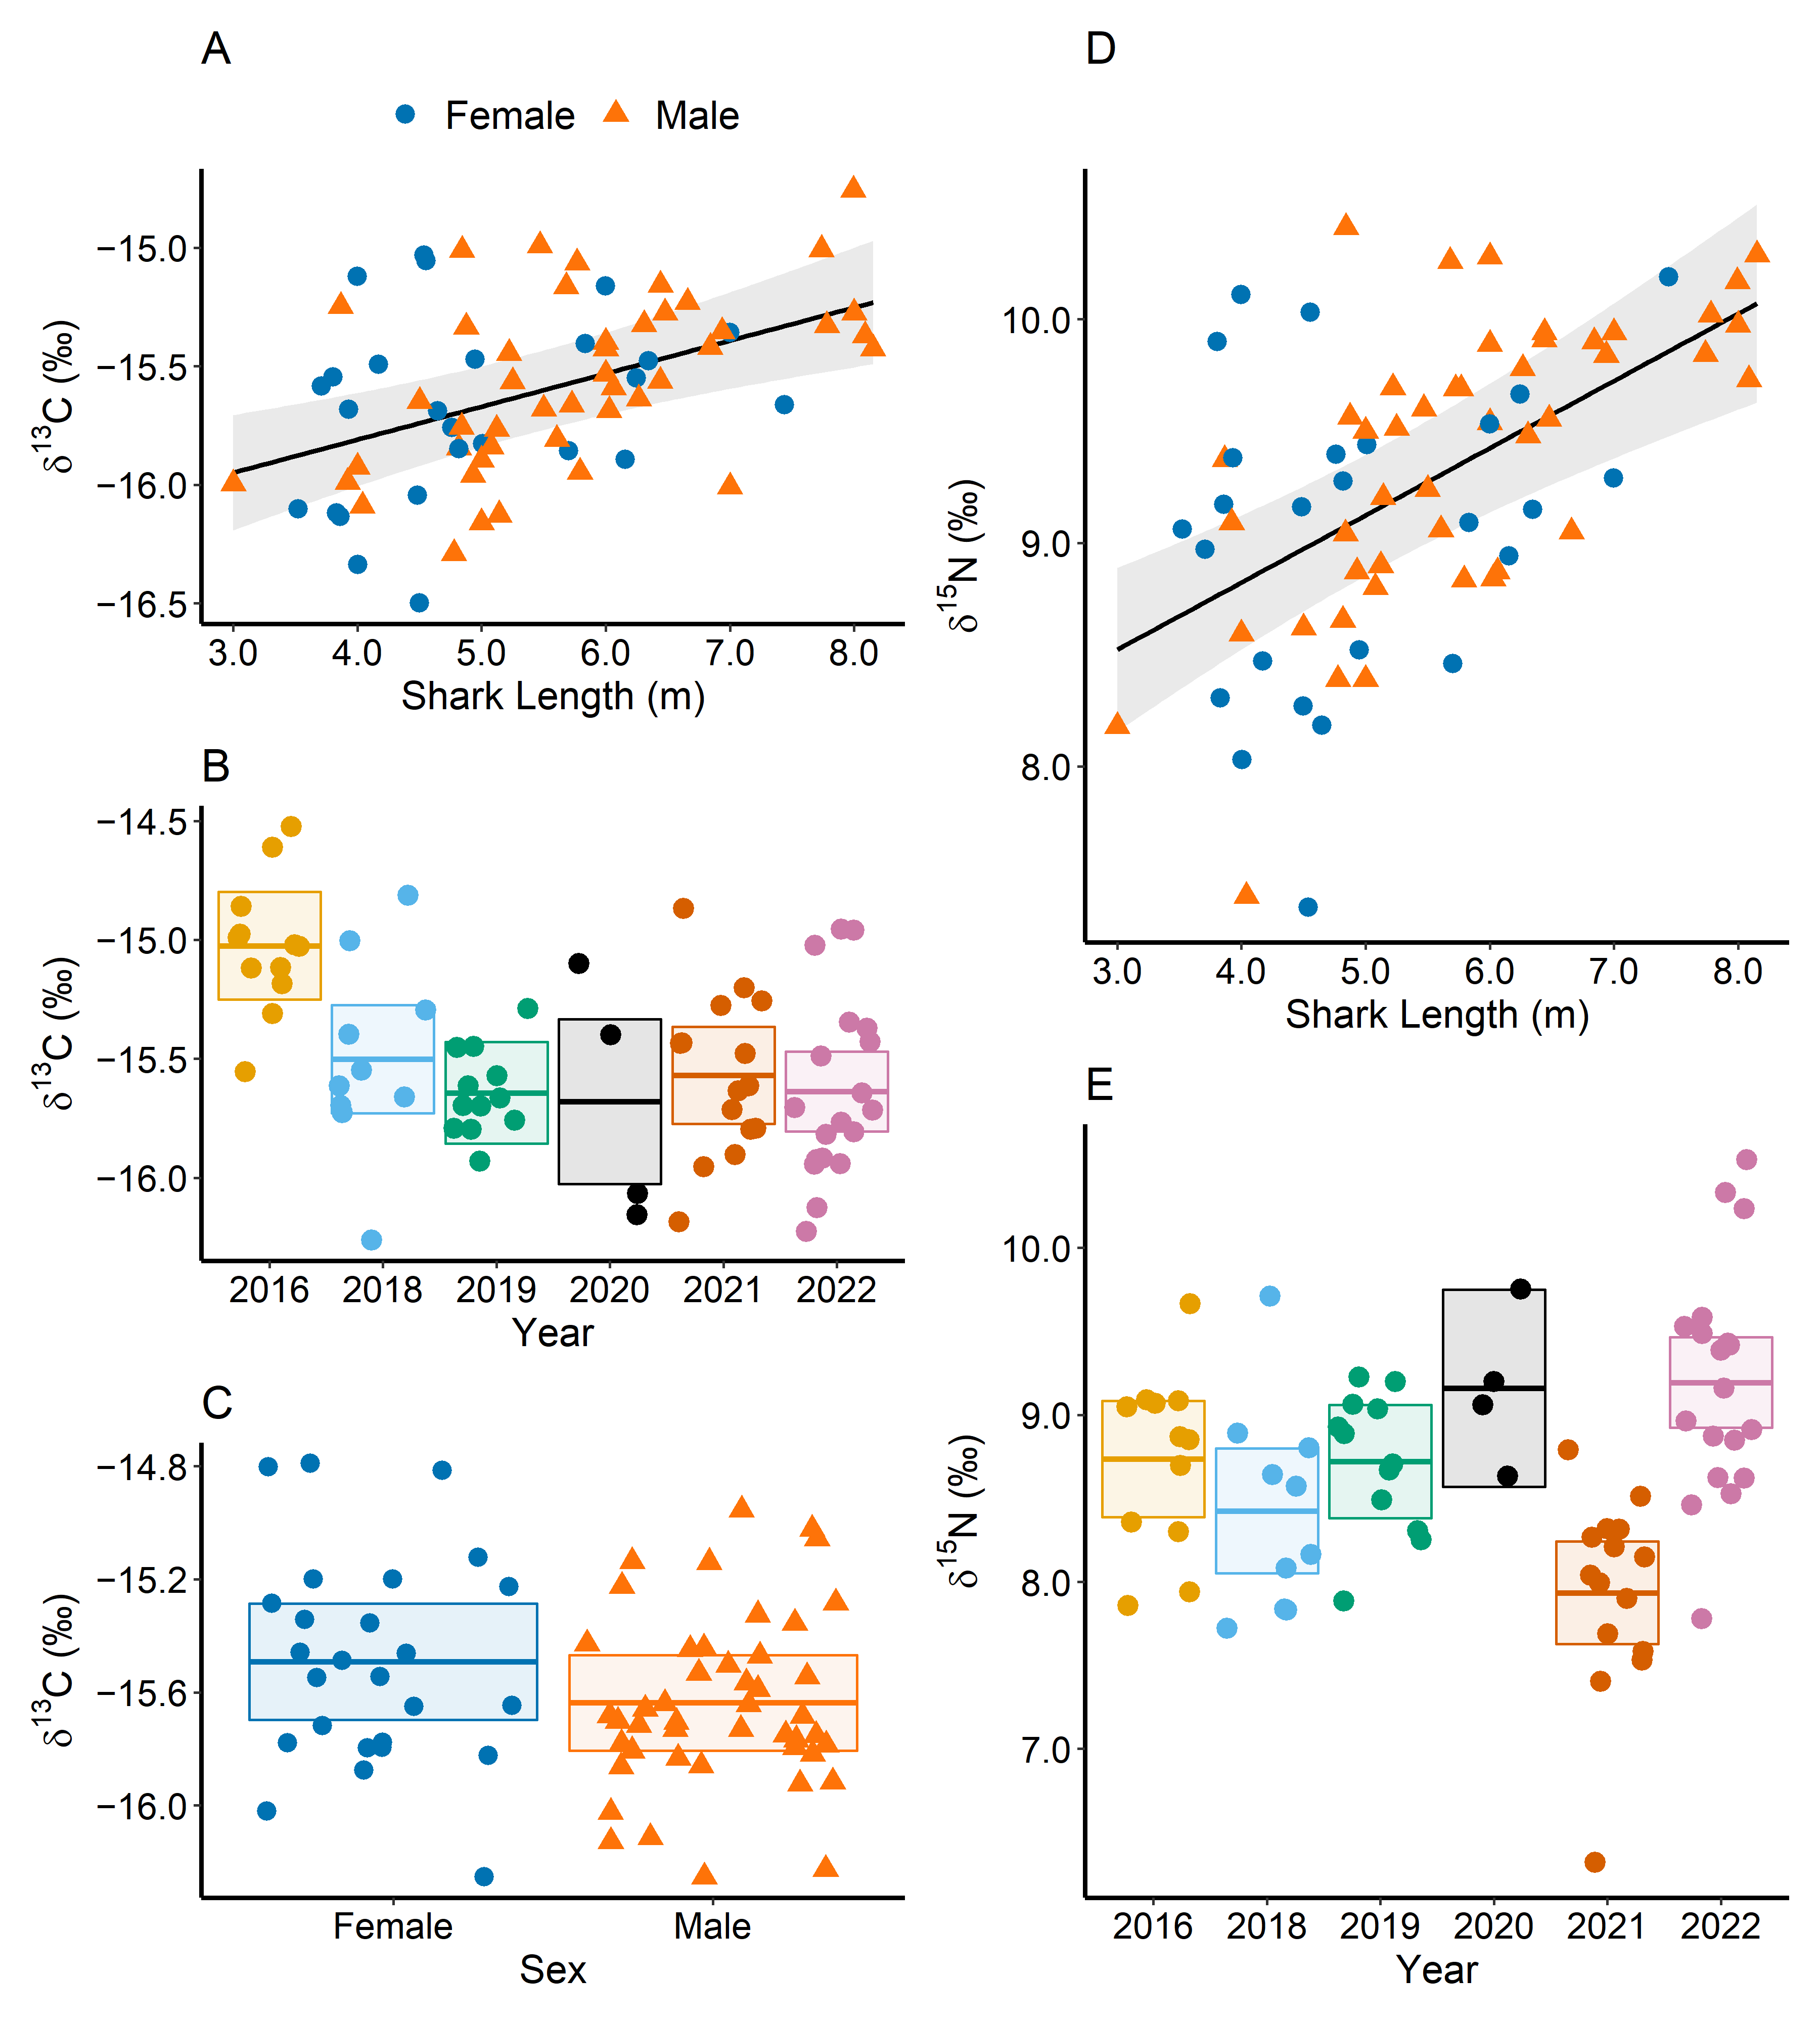 A
Female Male
δ13C (‰)
−15.0
−15.5
−16.0
−16.5
3.0 4.0 5.0 6.0 7.0 8.0
Shark Length (m)
B
δ13C (‰)
−14.5
−15.0
−15.5
−16.0
2016 2018 2019 2020 2021 2022
Year
C
δ13C (‰)
−14.8
−15.2
−15.6
−16.0
Female Male
Sex
D
δ15N (‰)
10.0
9.0
8.0
3.0 4.0 5.0 6.0 7.0 8.0
Shark Length (m)
E
δ15N (‰)
10.0
9.0
8.0
7.0
2016 2018 2019 2020 2021 2022
Year